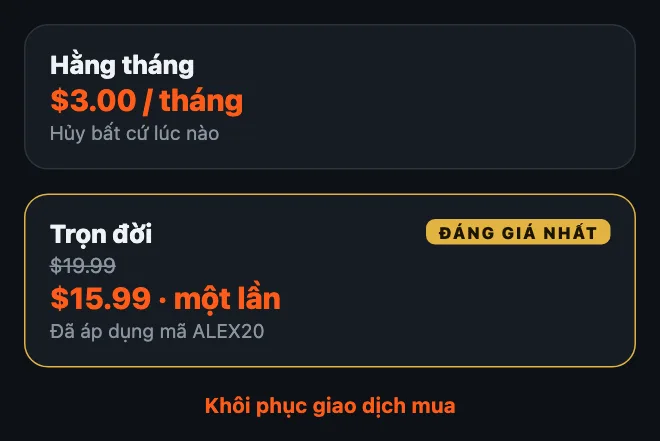 Hằng tháng
$3.00 / tháng
Hủy bất cứ lúc nào
Trọn đời
ĐÁNG GIÁ NHẤT
$19.99
$15.99 · một lần
Đã áp dụng mã ALEX20
Khôi phục giao dịch mua